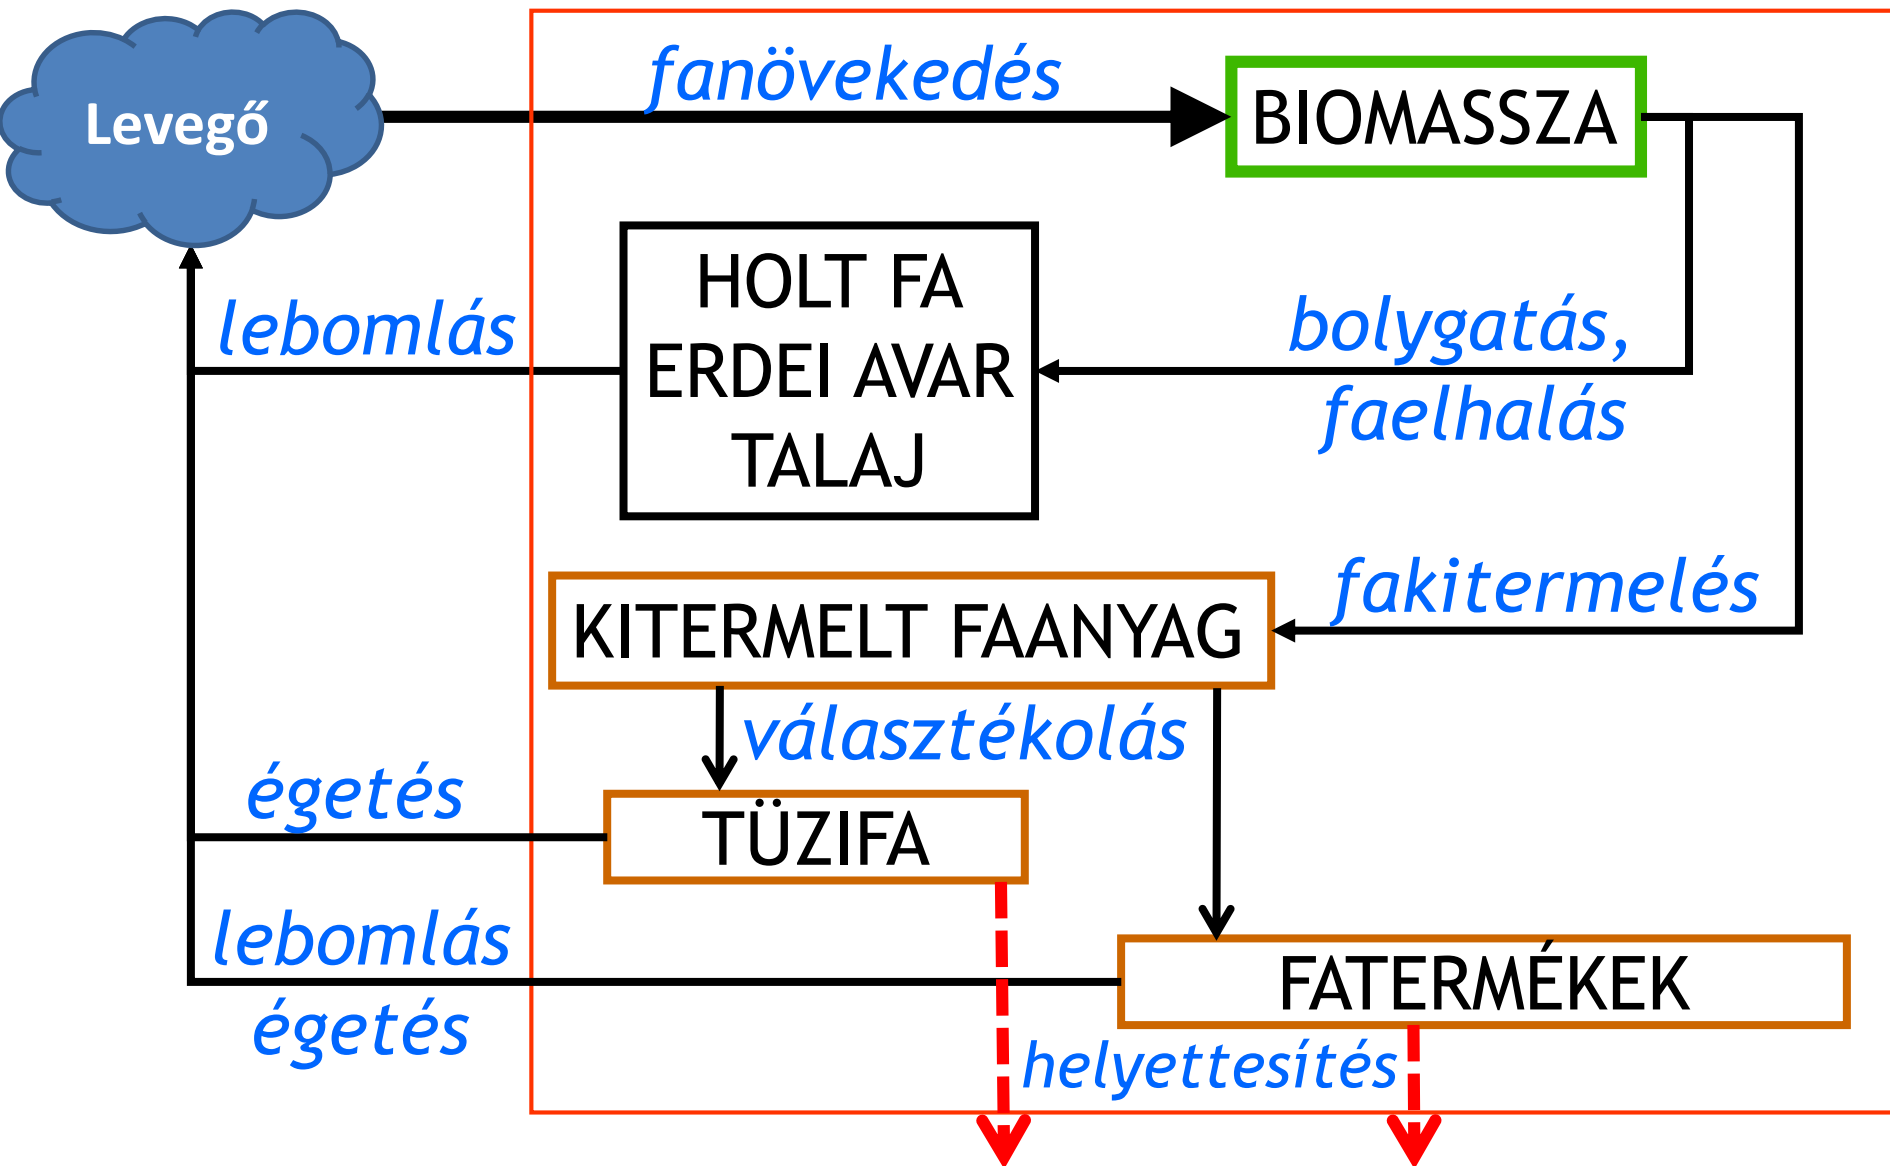 Levegő
fanövekedés
BIOMASSZA
HOLT FA
ERDEI AVAR
TALAJ
lebomlás
bolygatás,
faelhalás
fakitermelés
KITERMELT FAANYAG
választékolás
égetés
TÜZIFA
lebomlás
égetés
FATERMÉKEK
helyettesítés